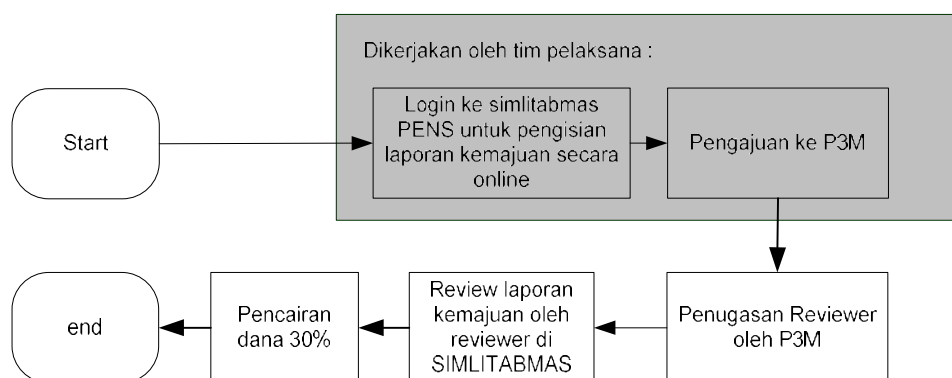 Dikerjakan oleh tim pelaksana :
Start
Login ke simlitabmas
PENS untuk pengisian
laporan kemajuan secara
online
Pengajuan ke P3M
Penugasan Reviewer
oleh P3M
Review laporan
kemajuan oleh
reviewer di
SIMLITABMAS
Pencairan
dana 30%
end